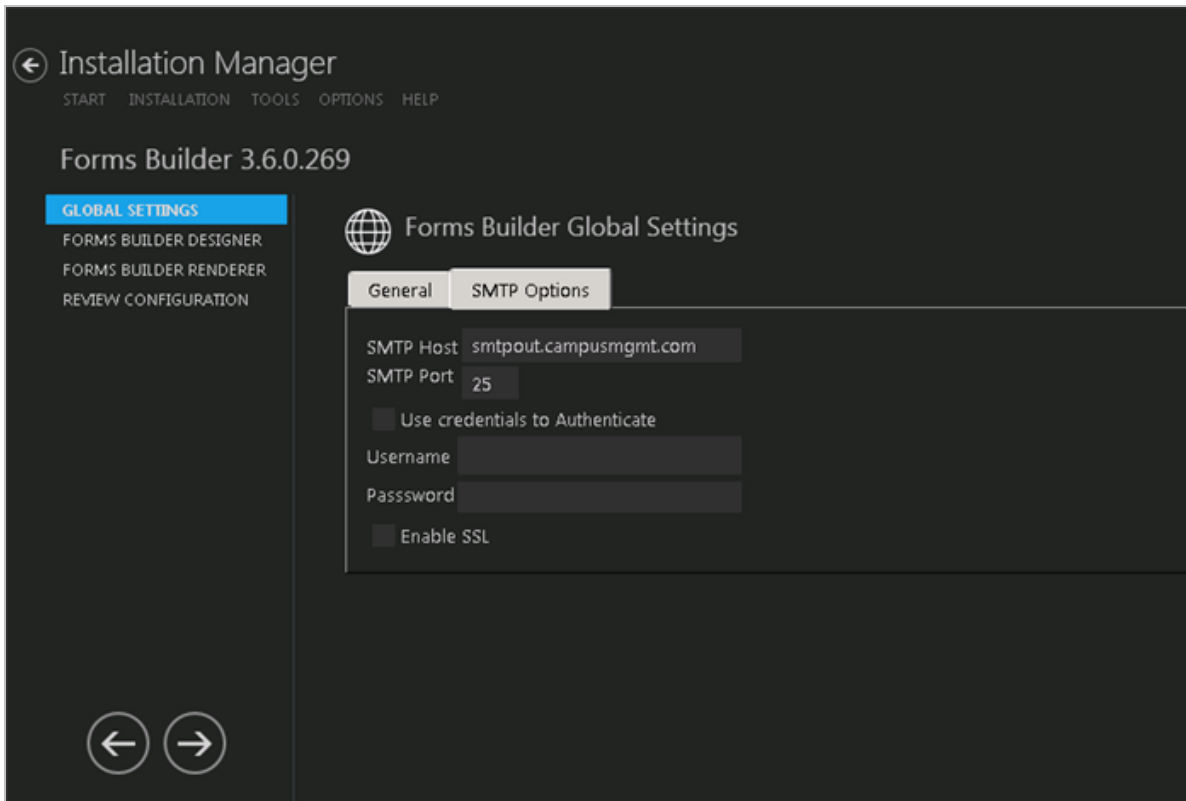 Installation Manager
START INSTALLATION TOOLS OPTIONS HELP
Forms Builder 3.6.0.269
GLOBAL SETTINGS
FORMS BUILDER DESIGNER
FORMS BUILDER RENDERER
REVIEW CONFIGURATION
Forms Builder Global Settings
General SMTP Options
SMTP Host smtpout.campusmgmt.com
SMTP Port 25
Use credentials to Authenticate
Username
Passsword
Enable SSL